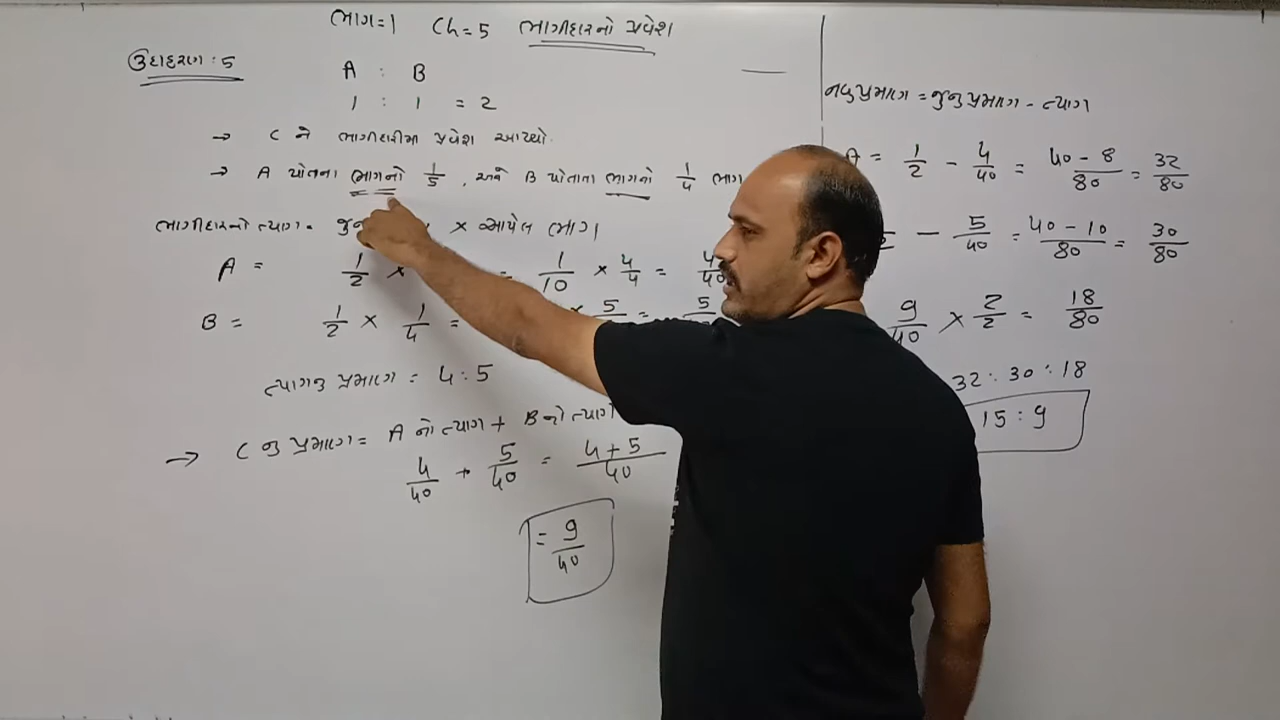 ભાગ=1 Ch=5 ભાગીદારનો પ્રવેશ
ઉદાહરણ:5
A : B
1 : 1 = 2
→ C ને ભાગીદારીમાં પ્રવેશ આપ્યો.
→ A પોતાના ભાગનો 1/5, અને B પોતાના ભાગનો 1/4 ભાગ
ભાગીદારનો ત્યાગ = × આપેલ ભાગ
A = 1/2 × = 1/10 × 4/4 =
B = 1/2 × 1/4 = × 5 = 5
ત્યાગનુ પ્રમાણ = 4:5
→ C નુ પ્રમાણ = A નો ત્યાગ + B નો ત્યાગ
4/40 + 5/40 = 4+5/40
= 9/40
નવુ પ્રમાણ = જુનુ પ્રમાણ - ત્યાગ
A = 1/2 - 4/40 = 40-8/80 = 32/80
- 5/40 = 40-10/80 = 30/80
9/40 × 2/2 = 18/80
32:30:18
15:9